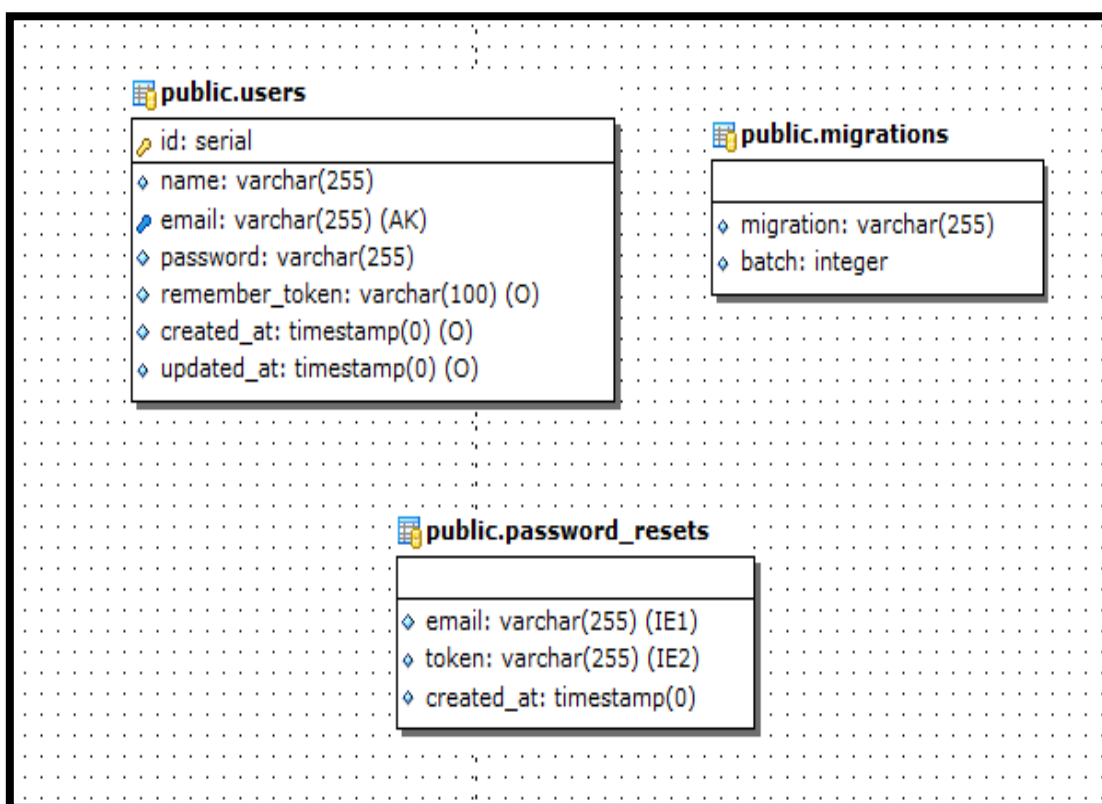 public.users
id: serial
name: varchar(255)
email: varchar(255) (AK)
password: varchar(255)
remember_token: varchar(100) (O)
created_at: timestamp(0) (O)
updated_at: timestamp(0) (O)
public.migrations
migration: varchar(255)
batch: integer
public.password_resets
email: varchar(255) (IE1)
token: varchar(255) (IE2)
created_at: timestamp(0)